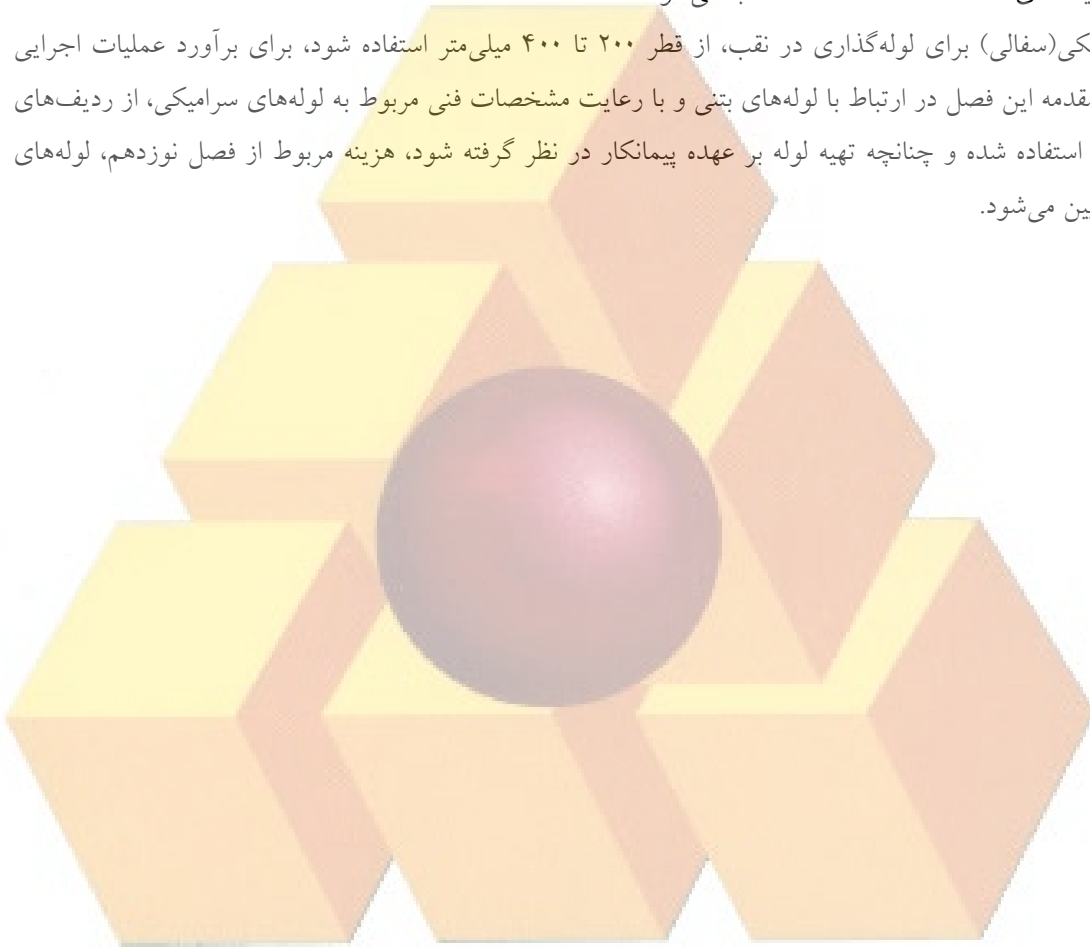 کی(سفالی) برای لوله‌گذاری در نقب، از قطر ۲۰۰ تا ۴۰۰ میلی‌متر استفاده شود، برای برآورد عملیات اجرایی
قدمه این فصل در ارتباط با لوله‌های بتنی و با رعایت مشخصات فنی مربوط به لوله‌های سرامیکی، از ردیف‌های
استفاده شده و چنانچه تهیه لوله بر عهده پیمانکار در نظر گرفته شود، هزینه مربوط از فصل نوزدهم، لوله‌های
ین می‌شود.